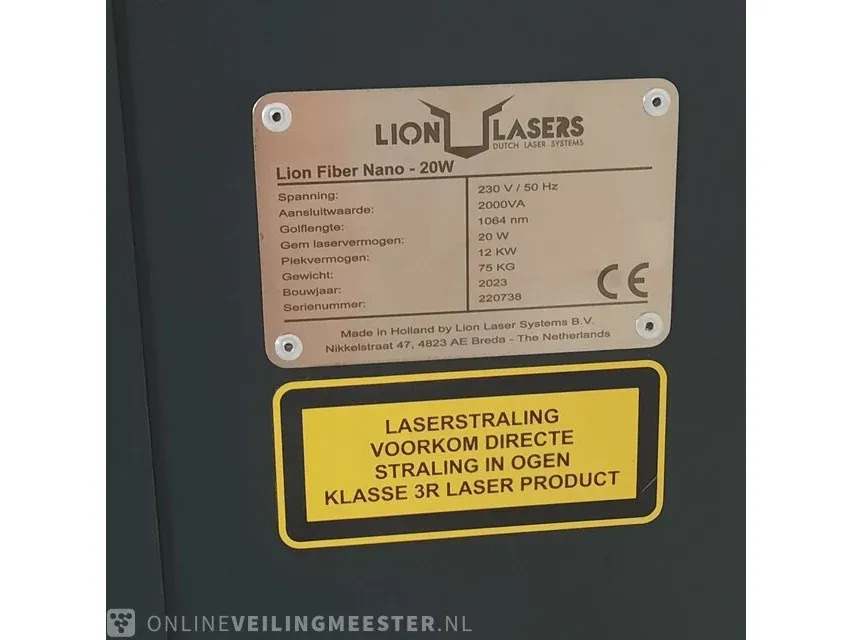 LION LASERS
DUTCH LASER SYSTEMS
Lion Fiber Nano - 20W
Spanning: 230 V / 50 Hz
Aansluitwaarde: 2000VA
Golflengte: 1064 nm
Gem laservermogen: 20 W
Piekvermogen: 12 KW
Gewicht: 75 KG
Bouwjaar: 2023
Serienummer: 220738
CE
Made in Holland by Lion Laser Systems B.V.
Nikkelstraat 47, 4823 AE Breda - The Netherlands
LASERSTRALING
VOORKOM DIRECTE
STRALING IN OGEN
KLASSE 3R LASER PRODUCT
ONLINEVEILINGMEESTER.NL